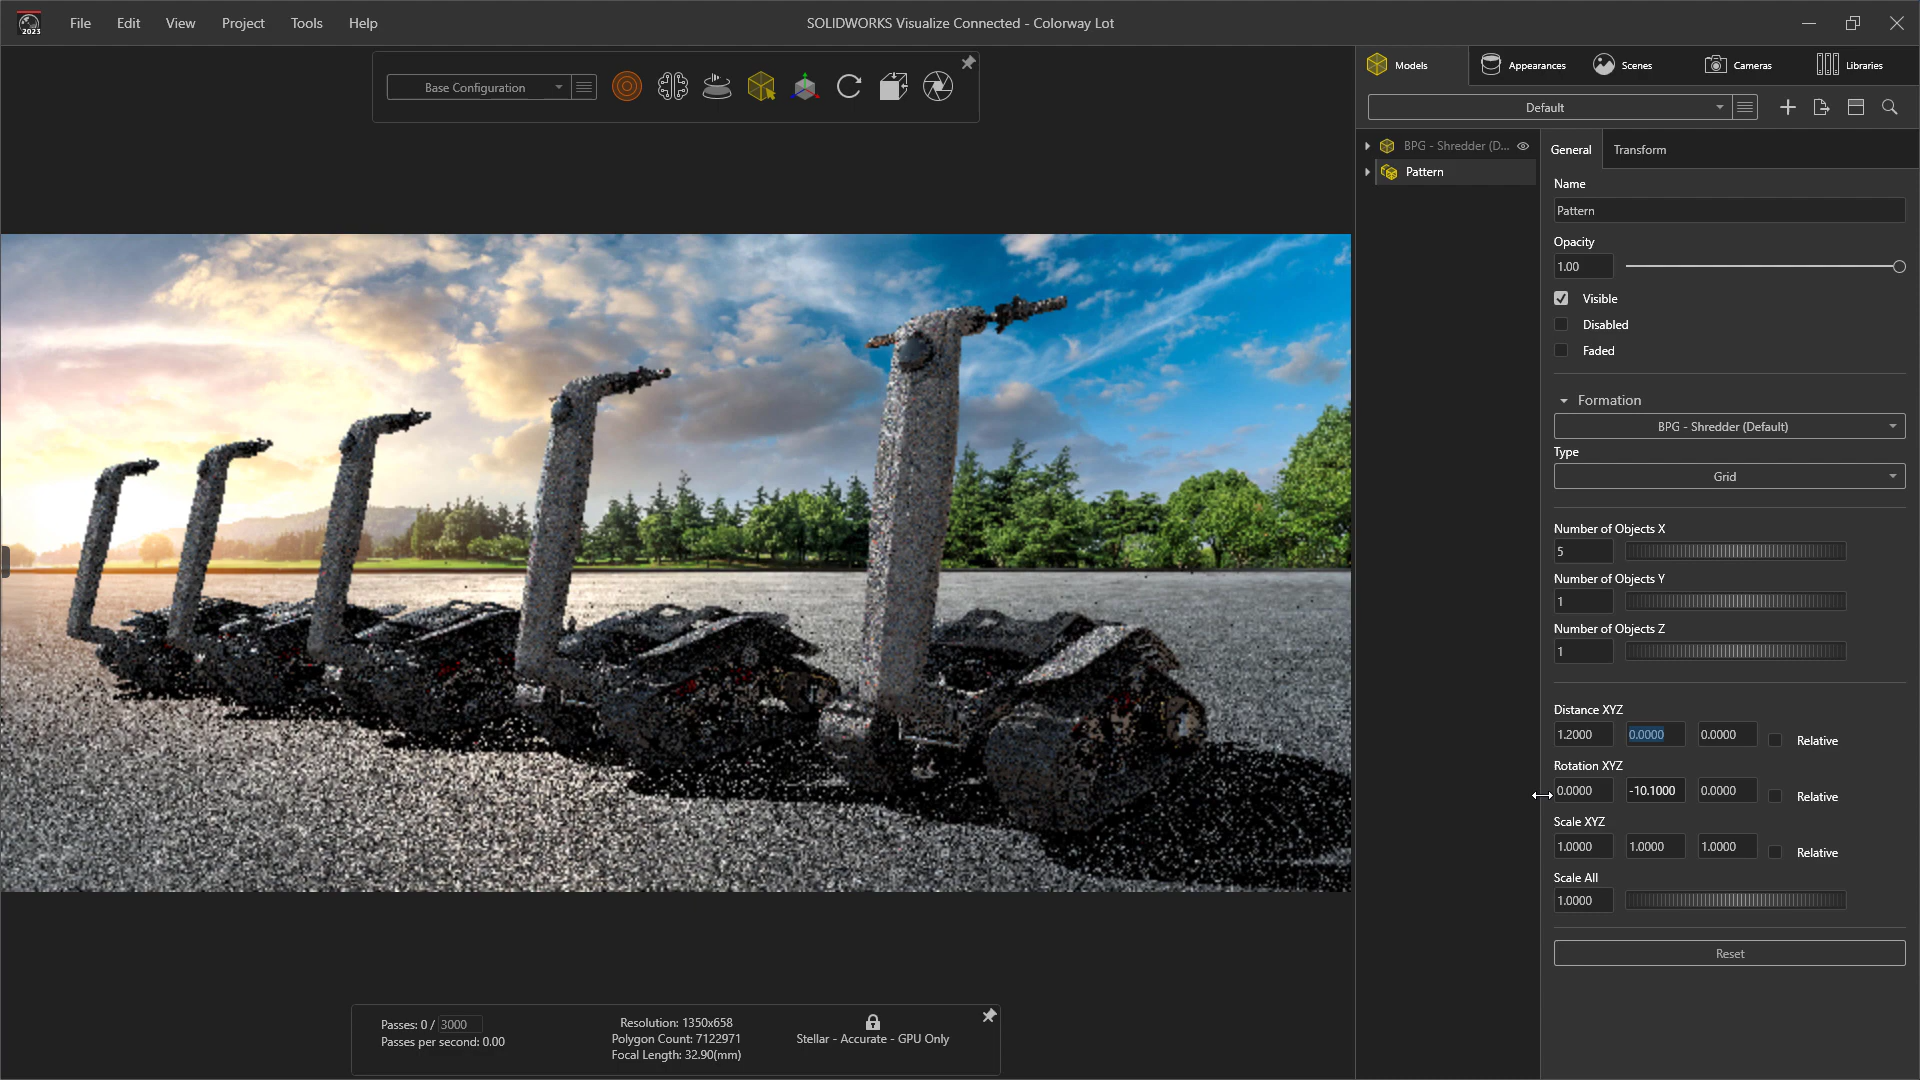 2023
File
Edit
View
Project
Tools
Help
SOLIDWORKS Visualize Connected - Colorway Lot
Base Configuration
Models
Appearances
Scenes
Cameras
Libraries
Default
BPG - Shredder (D...
Pattern
General
Transform
Name
Pattern
Opacity
1.00
Visible
Disabled
Faded
Formation
BPG - Shredder (Default)
Type
Grid
Number of Objects X
5
Number of Objects Y
1
Number of Objects Z
1
Distance XYZ
1.2000 0.0000 0.0000 Relative
Rotation XYZ
0.0000 -10.1000 0.0000 Relative
Scale XYZ
1.0000 1.0000 1.0000 Relative
Scale All
1.0000
Reset
Passes: 0 / 3000
Passes per second: 0.00
Resolution: 1350x658
Polygon Count: 7122971
Focal Length: 32.90(mm)
Stellar - Accurate - GPU Only